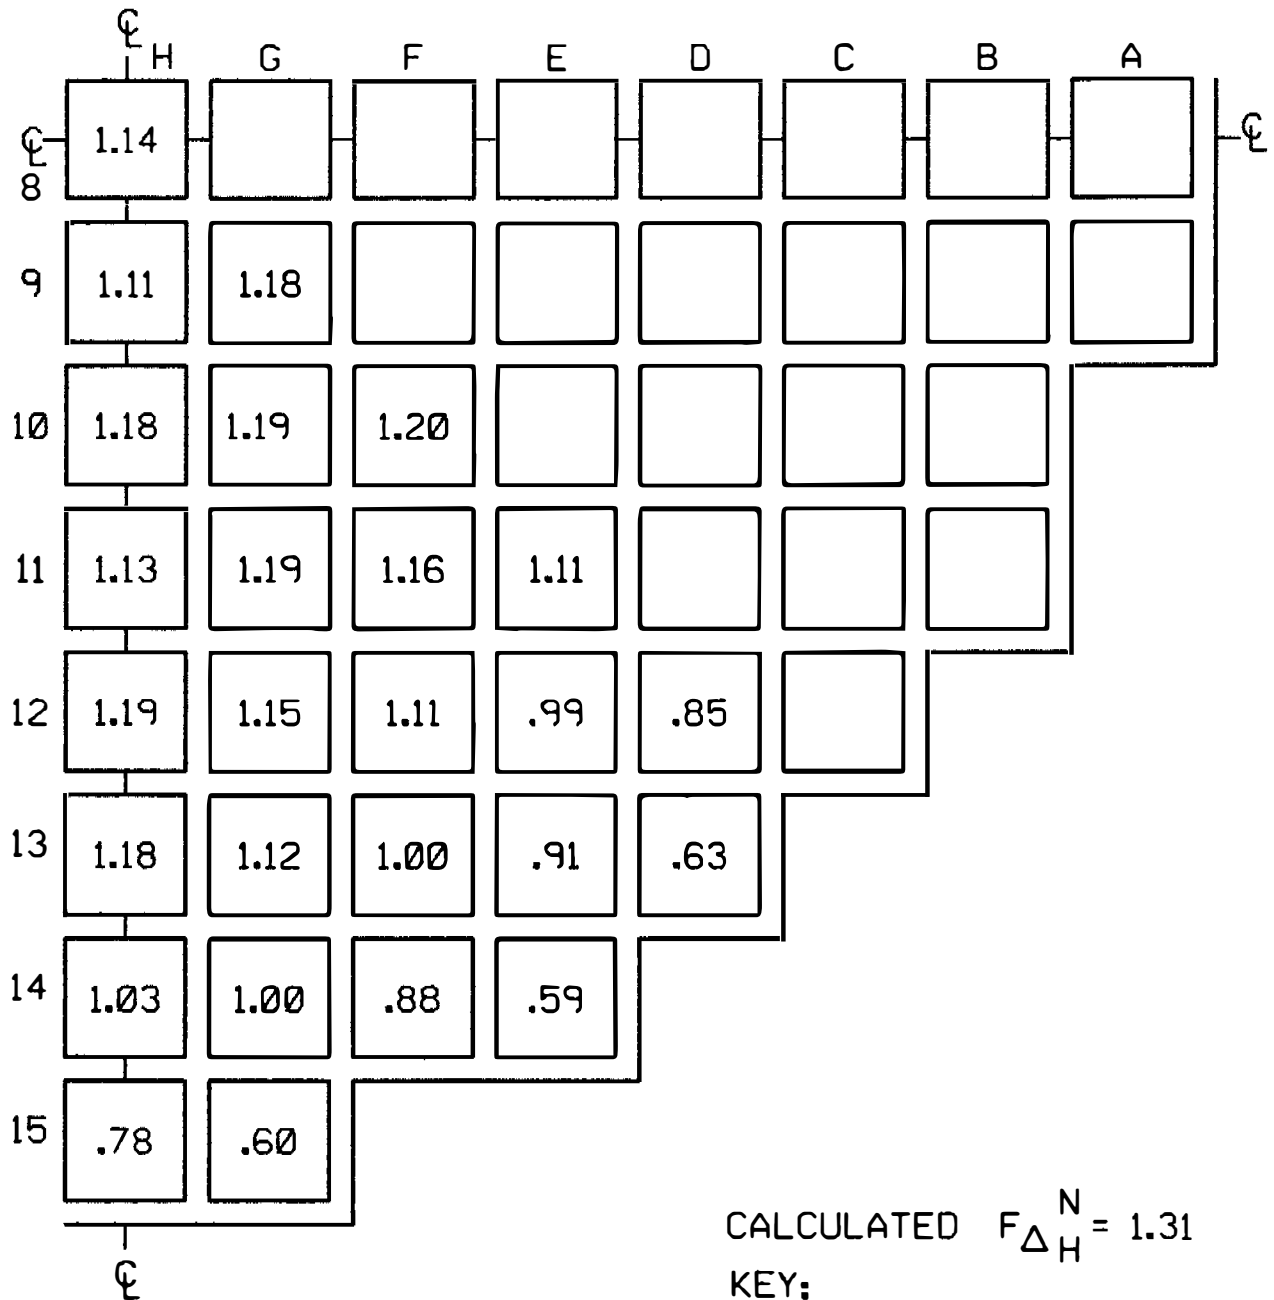 ℄
H G F E D C B A
℄ 1.14 ℄
8
9 1.11 1.18
10 1.18 1.19 1.20
11 1.13 1.19 1.16 1.11
12 1.19 1.15 1.11 .99 .85
13 1.18 1.12 1.00 .91 .63
14 1.03 1.00 .88 .59
15 .78 .60
CALCULATED F Δ N H = 1.31
℄ KEY: